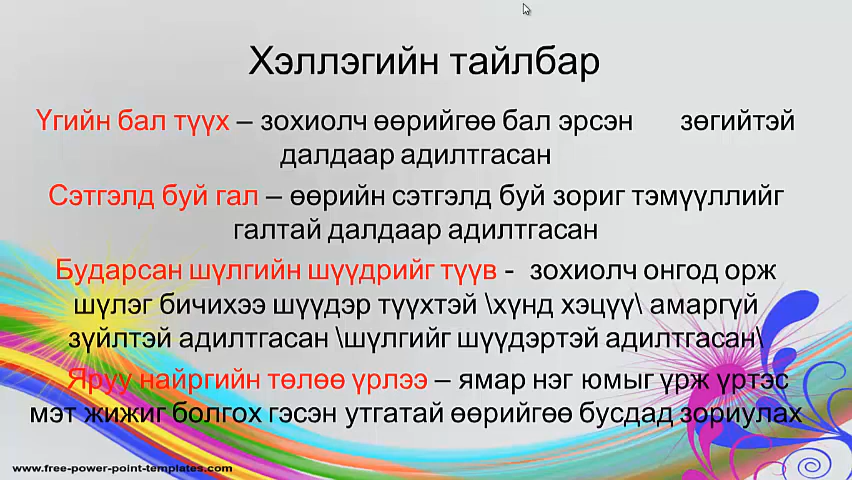 Хэллэгийн тайлбар
Үгийн бал түүх – зохиолч өөрийгөө бал эрсэн зөгийтэй
далдаар адилтгасан
Сэтгэлд буй гал – өөрийн сэтгэлд буй зориг тэмүүллийг
галтай далдаар адилтгасан
Бударсан шүлгийн шүүдрийг түүв - зохиолч онгод орж
шүлэг бичихээ шүүдэр түүхтэй \хүнд хэцүү\ амаргүй
зүйлтэй адилтгасан \шүлгийг шүүдэртэй адилтгасан\
Яруу найргийн төлөө үрлээ – ямар нэг юмыг үрж үртэс
мэт жижиг болгох гэсэн утгатай өөрийгөө бусдад зориулах
www.free-power-point-templates.com